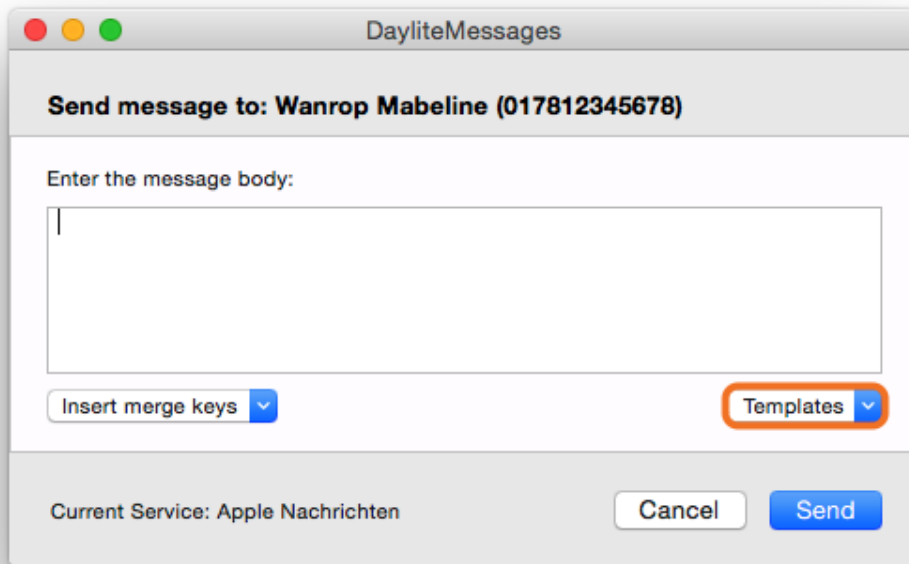 DayliteMessages
Send message to: Wanrop Mabeline (017812345678)
Enter the message body:
Insert merge keys
Templates
Current Service: Apple Nachrichten
Cancel
Send